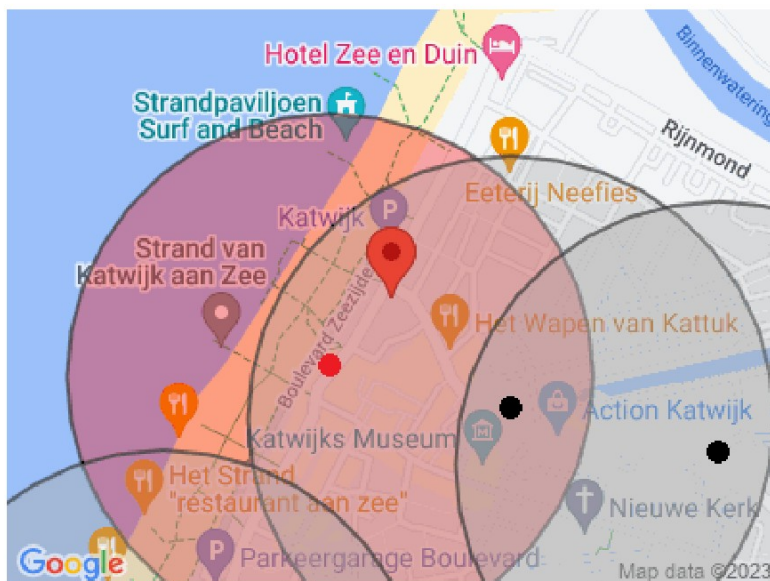 Hotel Zee en Duin
Binnenwatering
Strandpaviljoen
Surf and Beach
Rijnmond
Eeterij Neefies
Katwijk
P
Strand van
Katwijk aan Zee
Boulevard Zeezijde
Het Wapen van Kattuk
Action Katwijk
Katwijks Museum
Het Strand
"restaurant aan zee"
Nieuwe Kerk
P
Parkeergarage Boulevard
Google
Map data ©2023